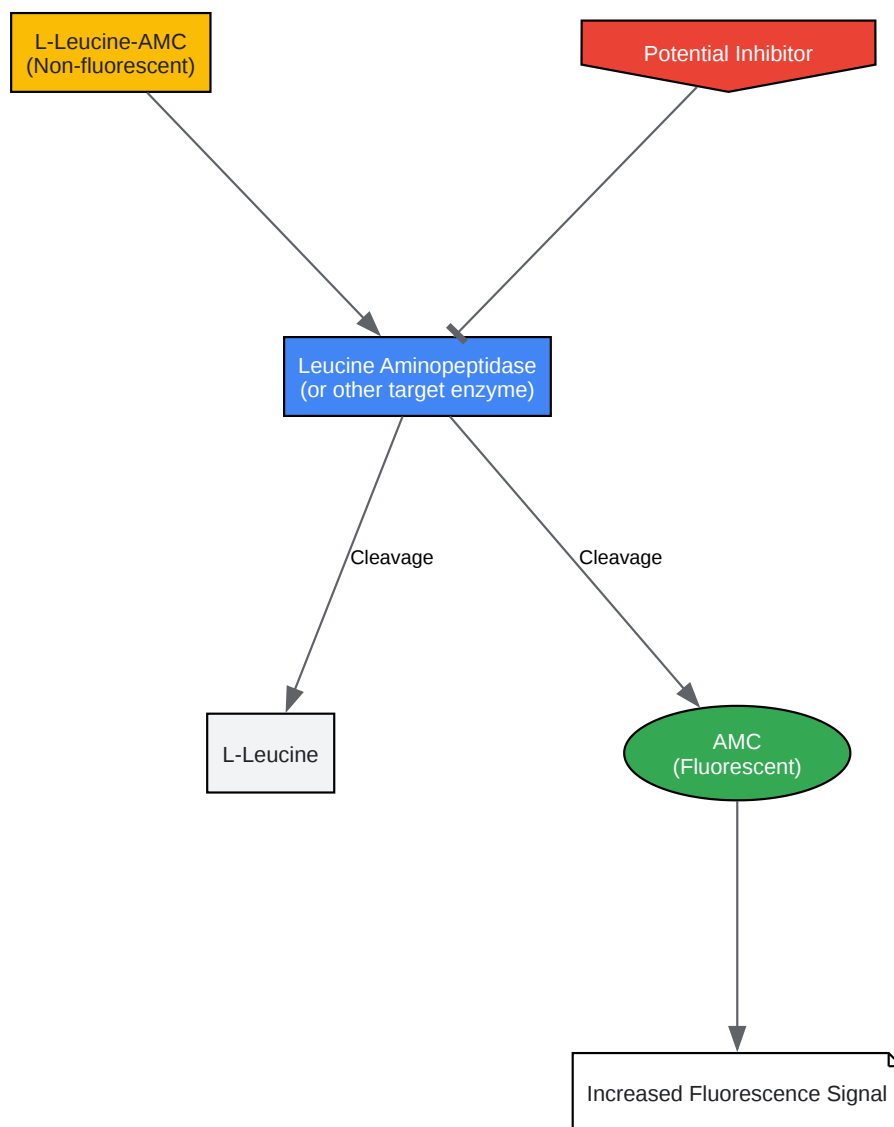 L-Leucine-AMC
(Non-fluorescent)
Potential Inhibitor
Leucine Aminopeptidase
(or other target enzyme)
Cleavage
Cleavage
L-Leucine
AMC
(Fluorescent)
Increased Fluorescence Signal